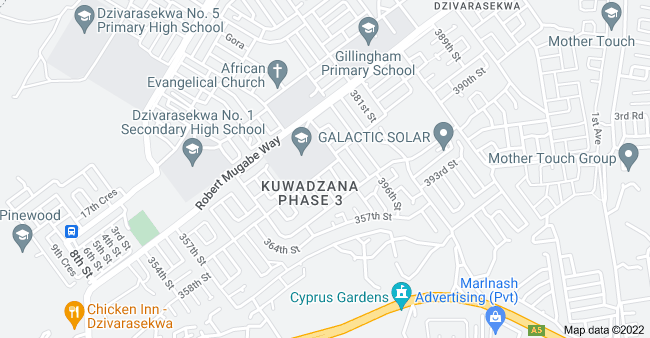 DZIVARASEKWA
Dzivarasekwa No. 5
Primary High School
Gora
Gillingham
Primary School
389th St
Mother Touch
African
Evangelical Church
390th St
381st St
1st Ave
3rd Rd
Dzivarasekwa No. 1
Secondary High School
GALACTIC SOLAR
Robert Mugabe Way
Mother Touch Group
393rd St
396th St
KUWADZANA
PHASE 3
17th Cres
Pinewood
357th St
3rd St
4th St
5th St
6th St
8th St
9th Cres
357th St
364th St
354th St
358th St
Cyprus Gardens
Marlnash
Advertising (Pvt)
Chicken Inn -
Dzivarasekwa
A5
Map data ©2022